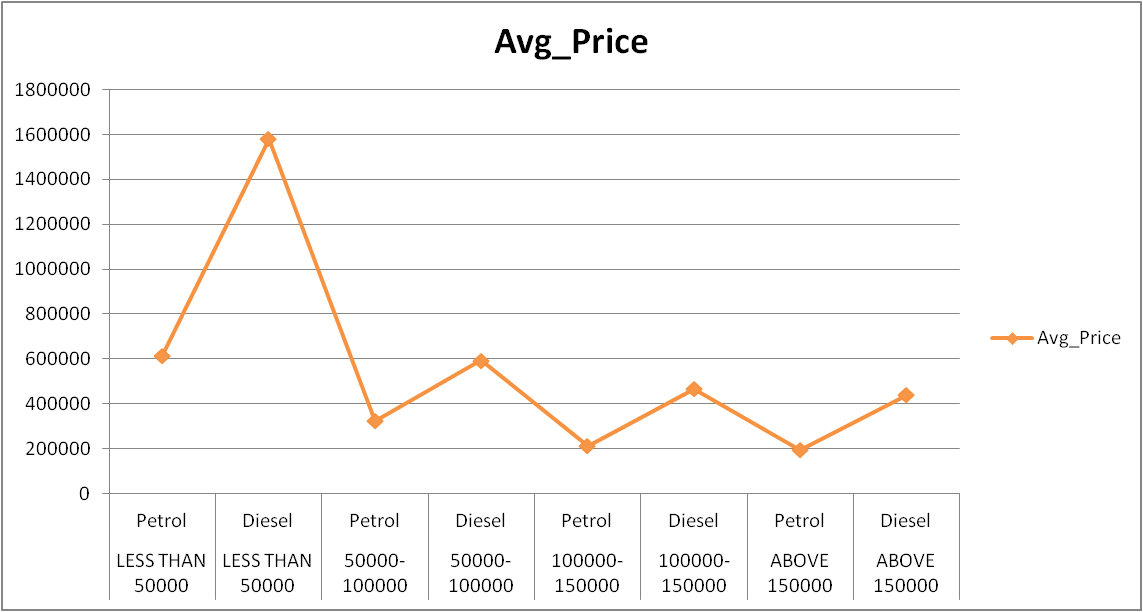 Avg_Price
1800000
1600000
1400000
1200000
1000000
800000
600000
400000
200000
0
Avg_Price
Petrol Diesel Petrol Diesel Petrol Diesel Petrol Diesel
LESS THAN LESS THAN 50000- 50000- 100000- 100000- ABOVE ABOVE
50000 50000 100000 100000 150000 150000 150000 150000